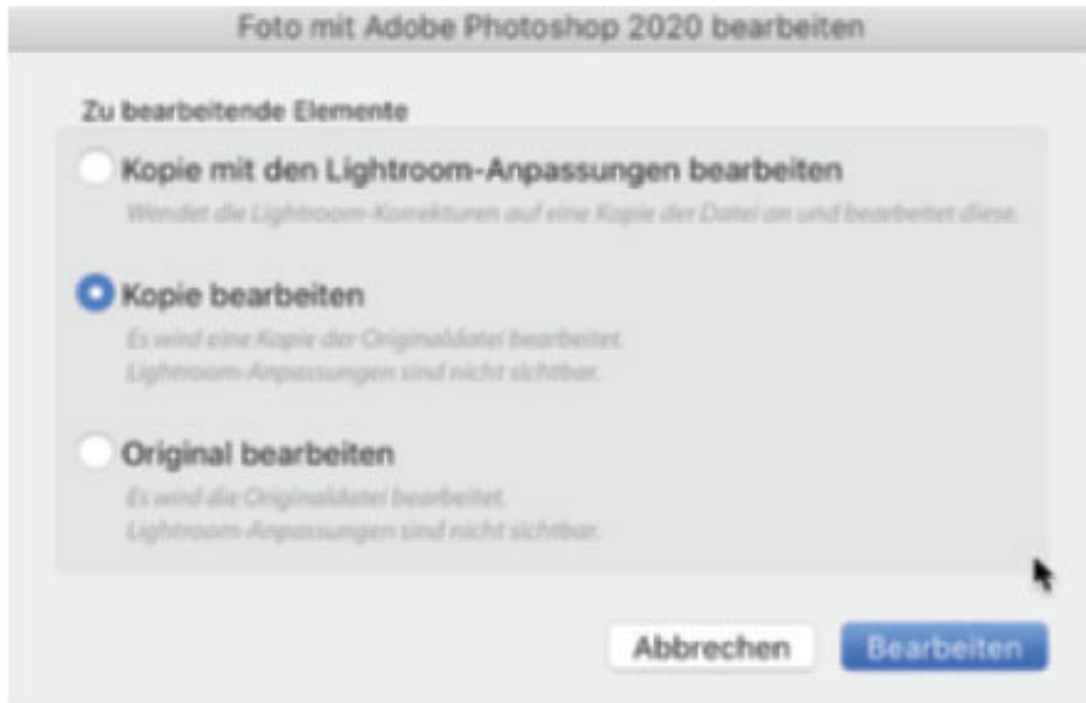 Foto mit Adobe Photoshop 2020 bearbeiten
Zu bearbeitende Elemente
Kopie mit den Lightroom-Anpassungen bearbeiten
Wendet die Lightroom-Korrekturen auf eine Kopie der Datei an und bearbeitet diese.
Kopie bearbeiten
Es wird eine Kopie der Originaldatei bearbeitet.
Lightroom-Anpassungen sind nicht sichtbar.
Original bearbeiten
Es wird die Originaldatei bearbeitet.
Lightroom-Anpassungen sind nicht sichtbar.
Abbrechen Bearbeiten